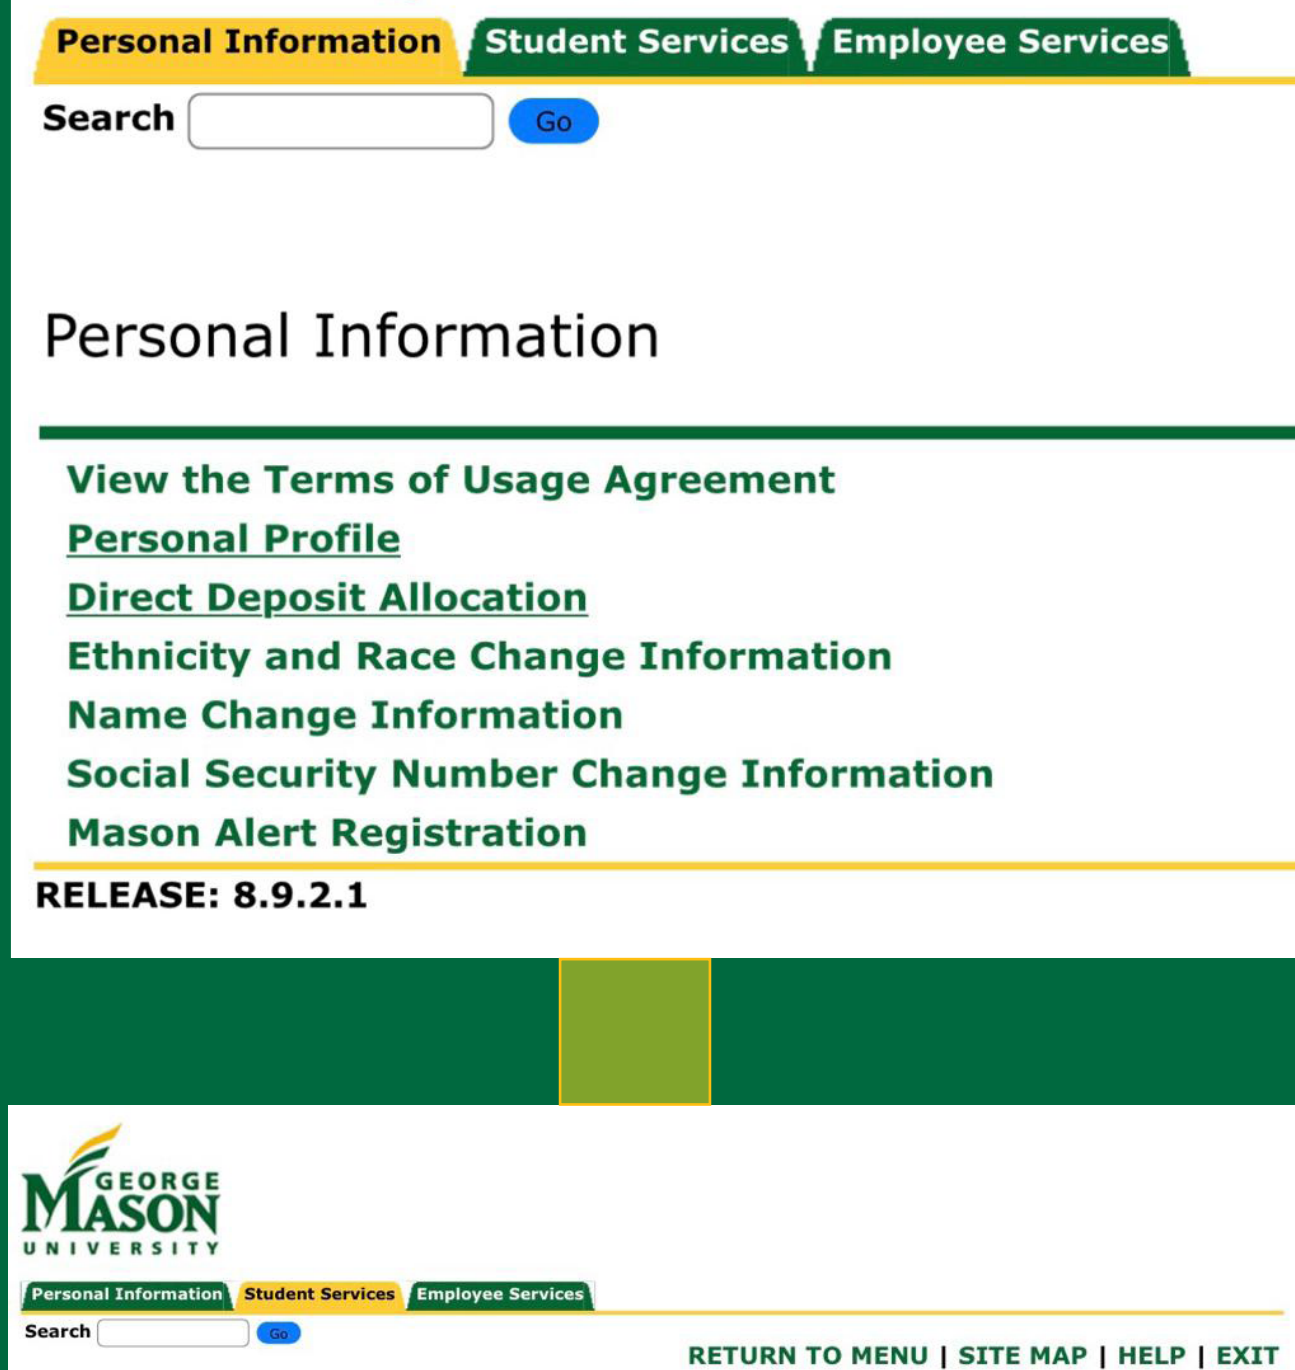 Personal Information Student Services Employee Services
Search Go
Personal Information
View the Terms of Usage Agreement
Personal Profile
Direct Deposit Allocation
Ethnicity and Race Change Information
Name Change Information
Social Security Number Change Information
Mason Alert Registration
RELEASE: 8.9.2.1
GEORGE
MASON
UNIVERSITY
Personal Information Student Services Employee Services
Search Go
RETURN TO MENU | SITE MAP | HELP | EXIT